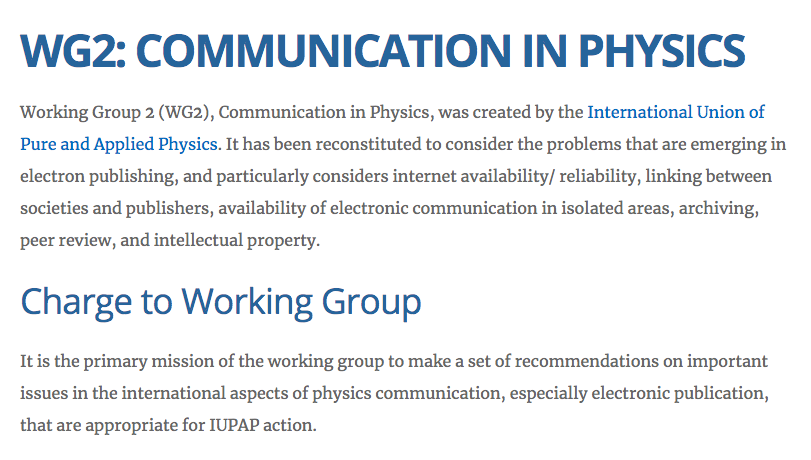 WG2: COMMUNICATION IN PHYSICS
Working Group 2 (WG2), Communication in Physics, was created by the International Union of
Pure and Applied Physics. It has been reconstituted to consider the problems that are emerging in
electron publishing, and particularly considers internet availability/ reliability, linking between
societies and publishers, availability of electronic communication in isolated areas, archiving,
peer review, and intellectual property.
Charge to Working Group
It is the primary mission of the working group to make a set of recommendations on important
issues in the international aspects of physics communication, especially electronic publication,
that are appropriate for IUPAP action.